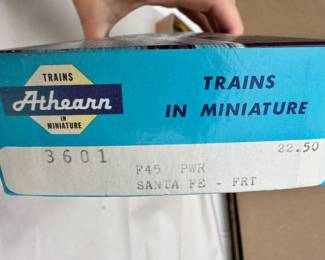 TRAINS
Athearn
IN
MINIATURE
TRAINS
IN MINIATURE
3601
22.50
F45 PWR
SANTA FE - FRT